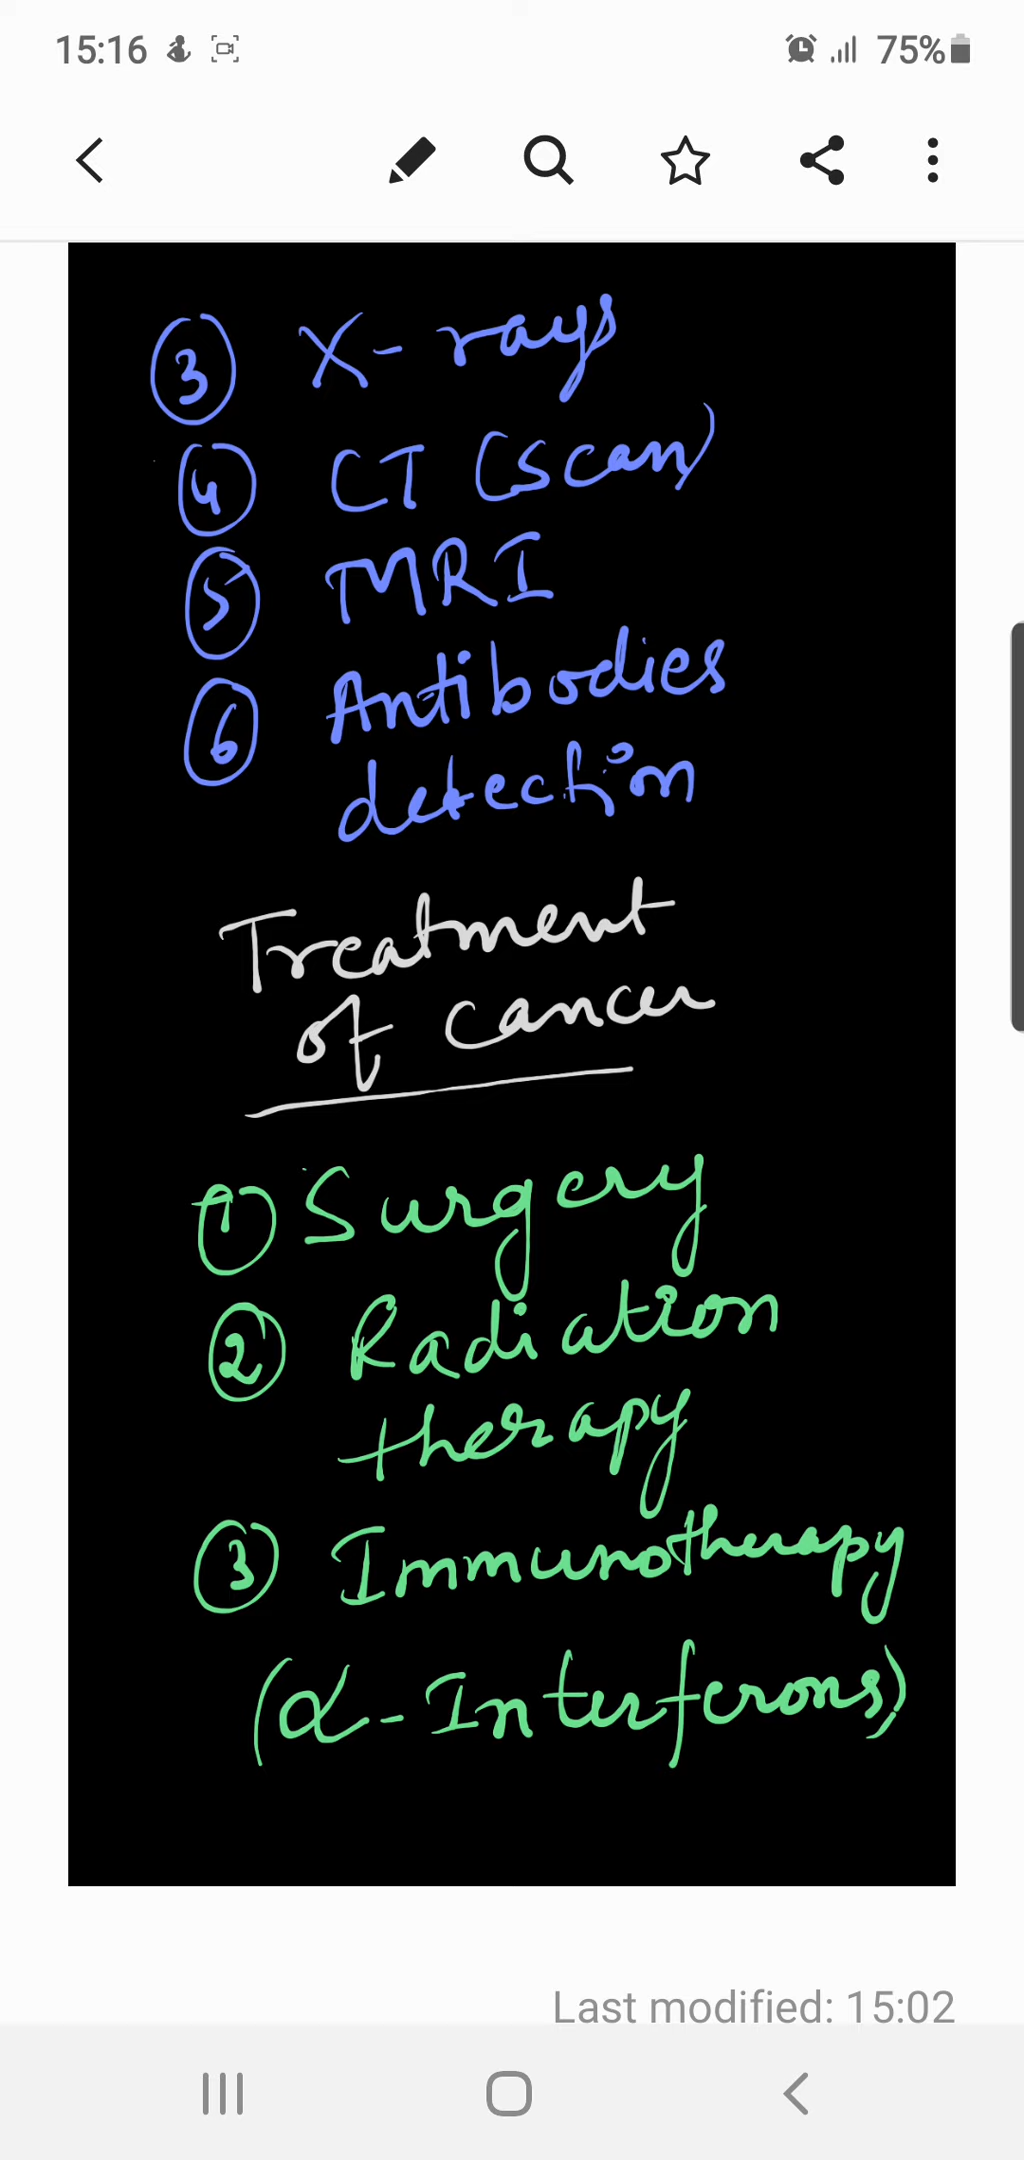 15:16
75%
3 X-rays
4 CT (scan)
5 MRI
6 Antibodies
detection
Treatment
of cancer
1 Surgery
2 Radiation
therapy
3 Immunotherapy
(α-Interferons)
Last modified: 15:02